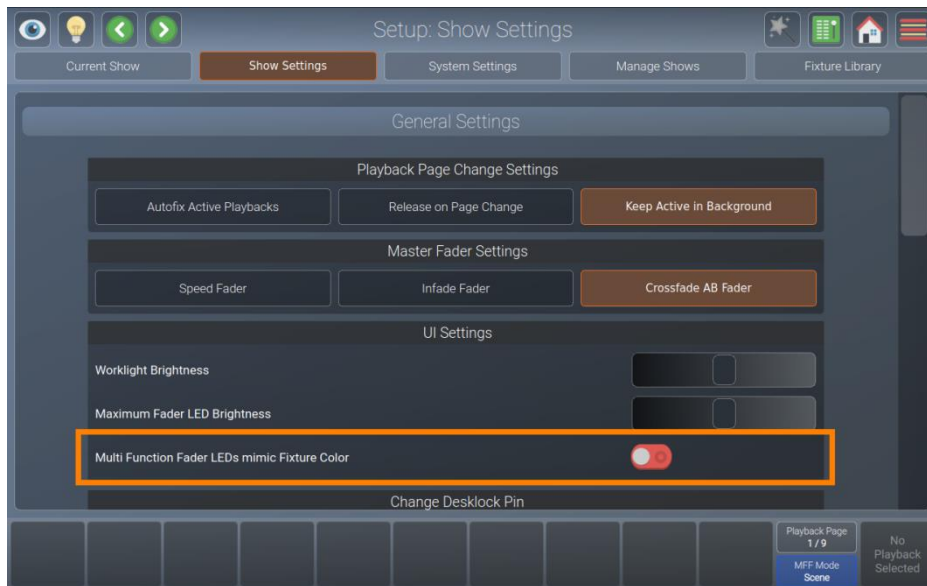 Setup: Show Settings
Current Show
Show Settings
System Settings
Manage Shows
Fixture Library
General Settings
Playback Page Change Settings
Autofix Active Playbacks
Release on Page Change
Keep Active in Background
Master Fader Settings
Speed Fader
Infade Fader
Crossfade AB Fader
UI Settings
Worklight Brightness
Maximum Fader LED Brightness
Multi Function Fader LEDs mimic Fixture Color
Change Desklock Pin
Playback Page
1 / 9
MFF Mode
Scene
No
Playback
Selected